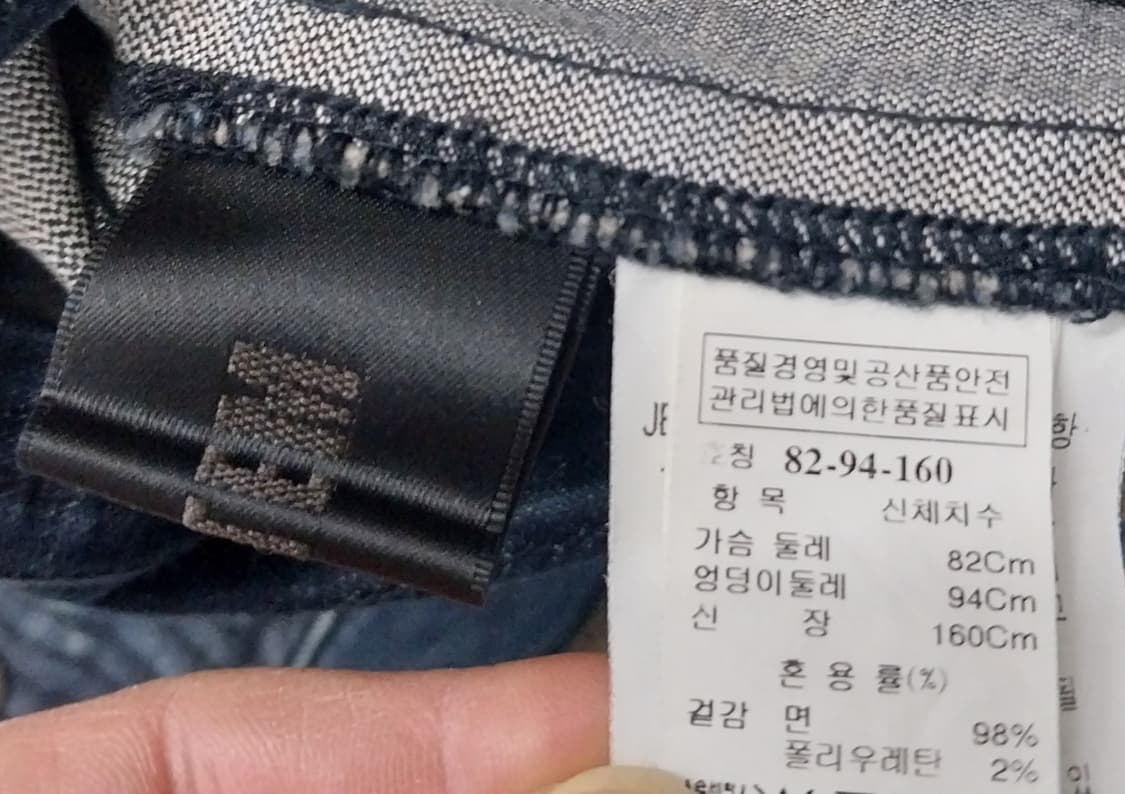 품질경영및공산품안전
관리법에의한품질표시
칭 82-94-160
항 목 신체치수
가슴 둘레 82Cm
엉덩이둘레 94Cm
신 장 160Cm
혼 용 률(%)
겉감 면 98%
폴리우레탄 2%